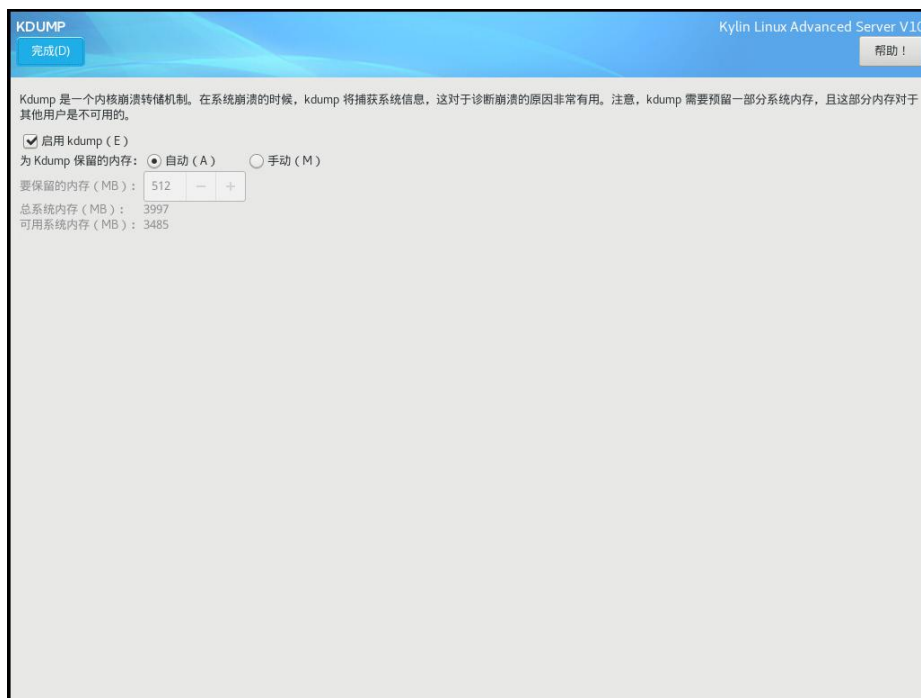 KDUMP
Kylin Linux Advanced Server V10
完成(D)
帮助！
Kdump 是一个内核崩溃转储机制。在系统崩溃的时候，kdump 将捕获系统信息，这对于诊断崩溃的原因非常有用。注意，kdump 需要预留一部分系统内存，且这部分内存对于
其他用户是不可用的。
启用 kdump（E）
为 Kdump 保留的内存： 自动（A） 手动（M）
要保留的内存（MB）： 512 − +
总系统内存（MB）： 3997
可用系统内存（MB）： 3485